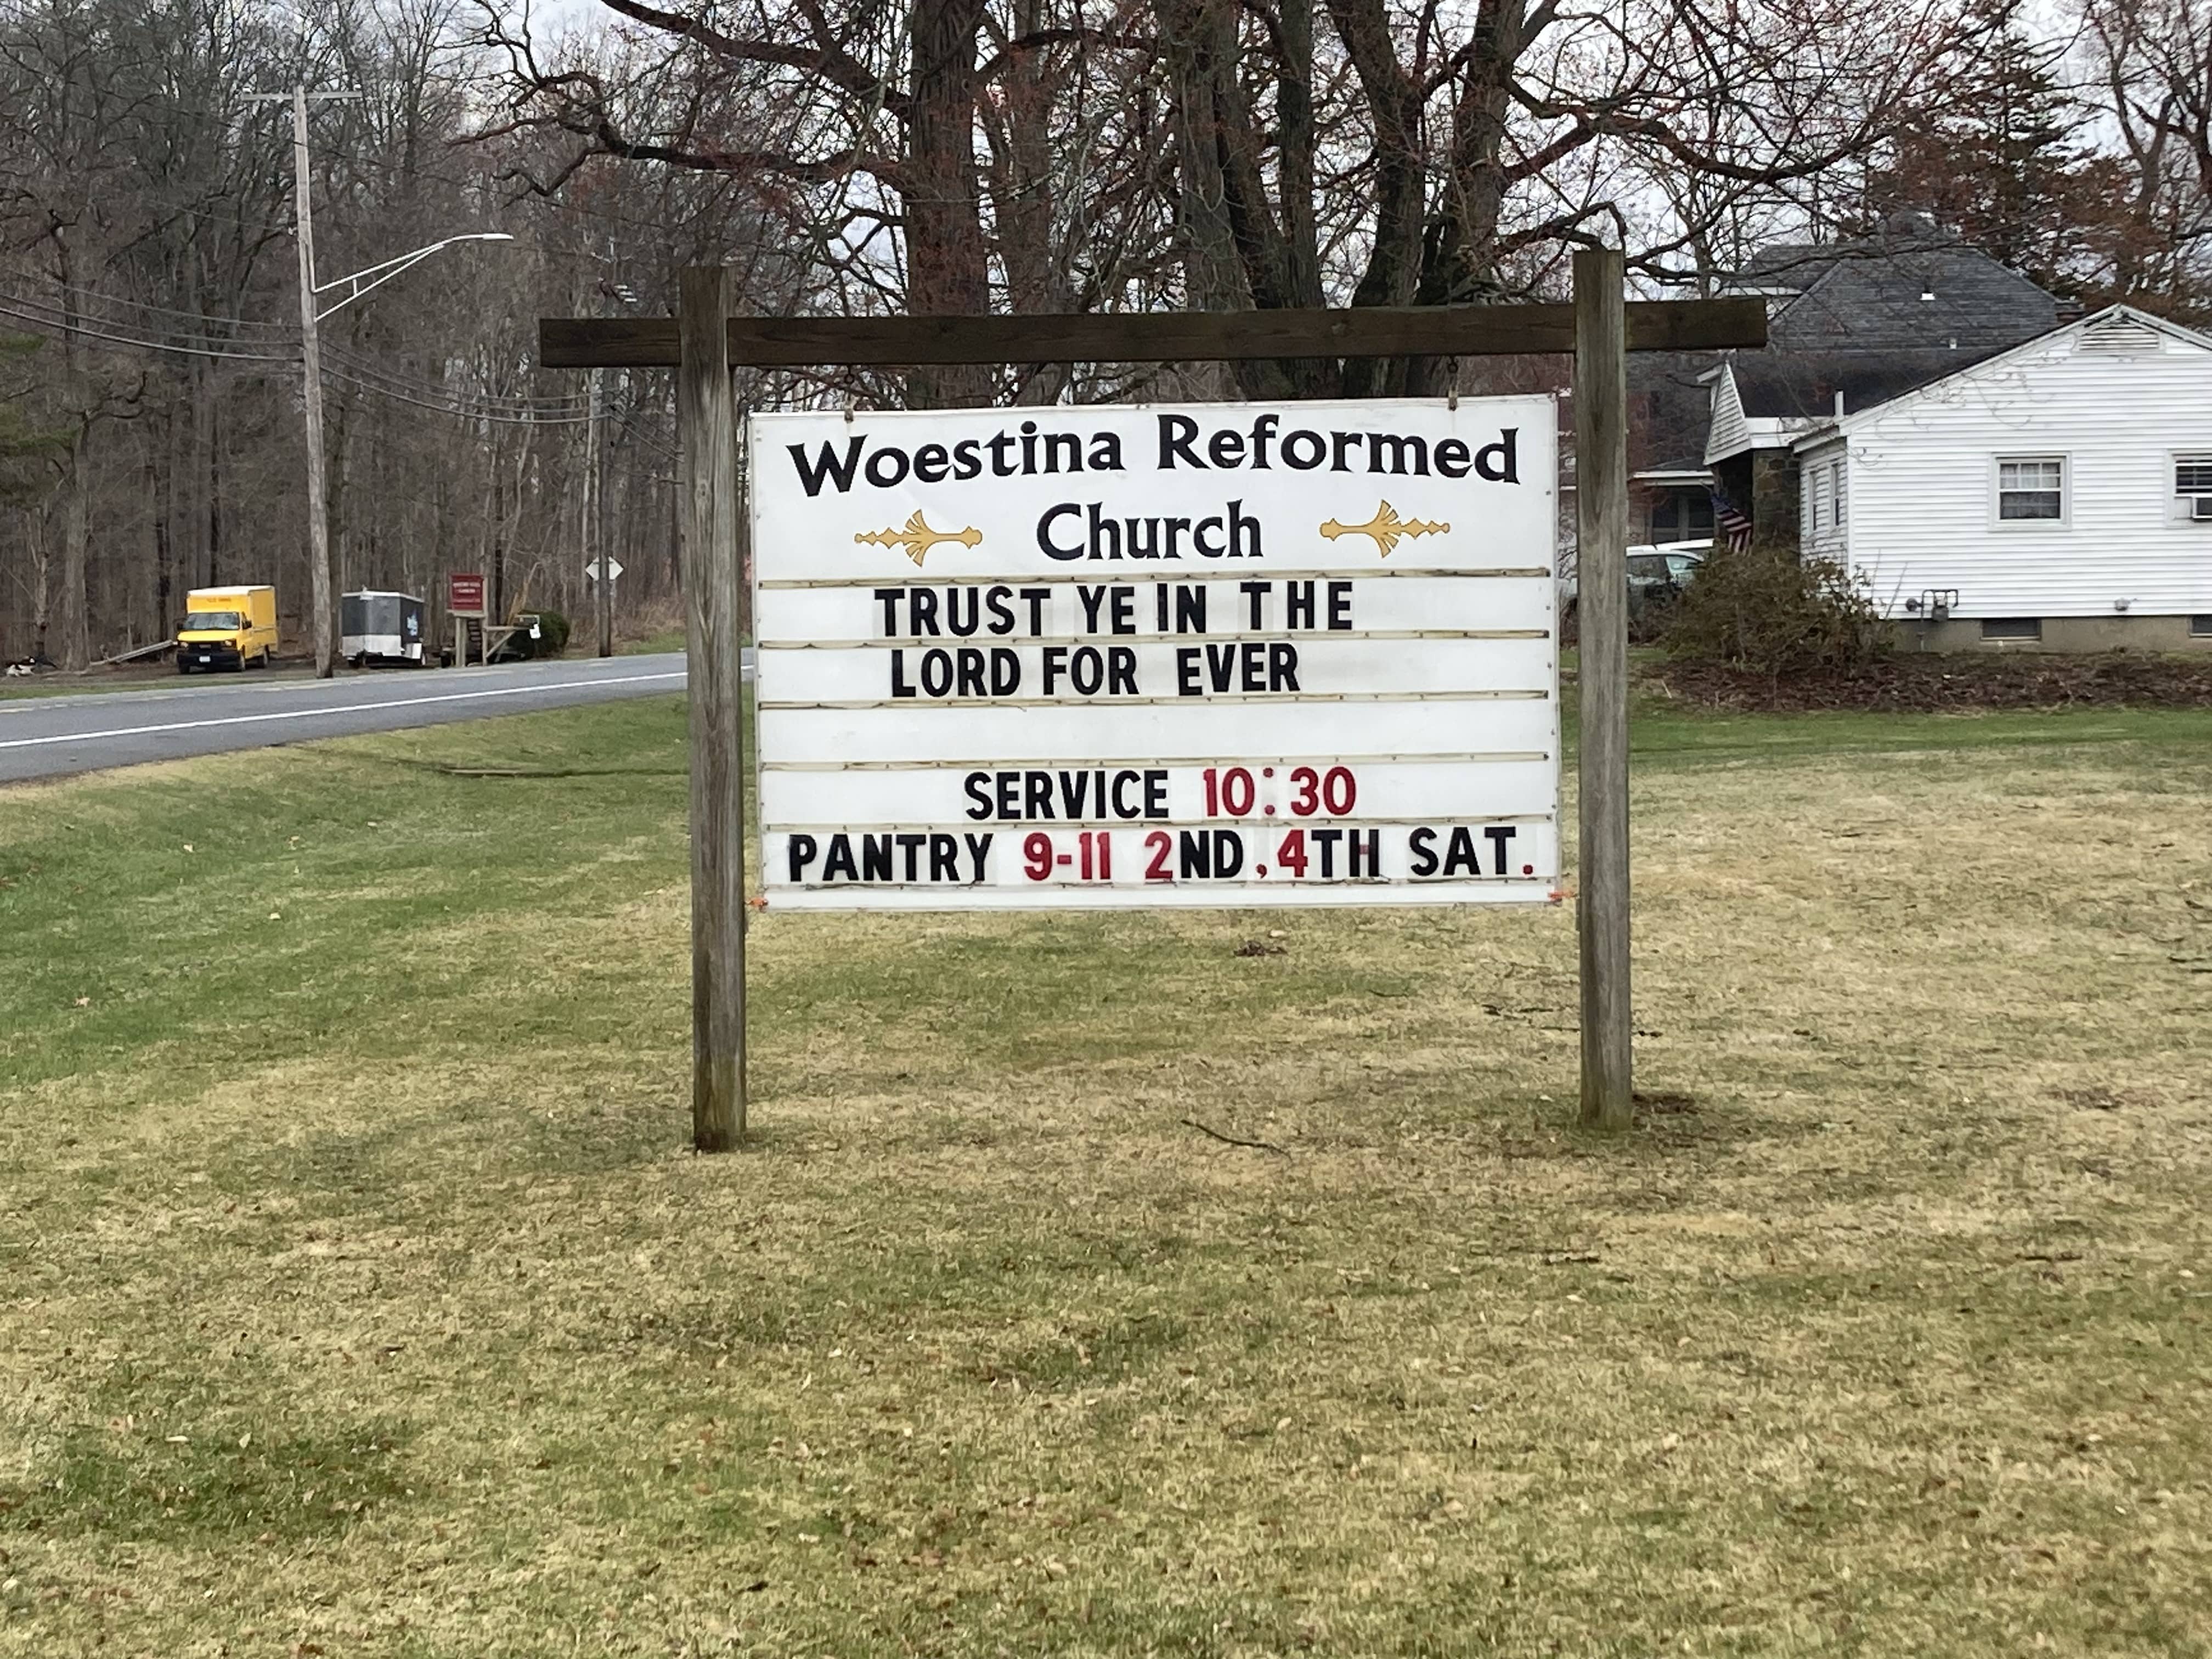 Woestina Reformed
Church
TRUST YE IN THE
LORD FOR EVER
SERVICE 10:30
PANTRY 9-11 2ND, 4TH SAT.